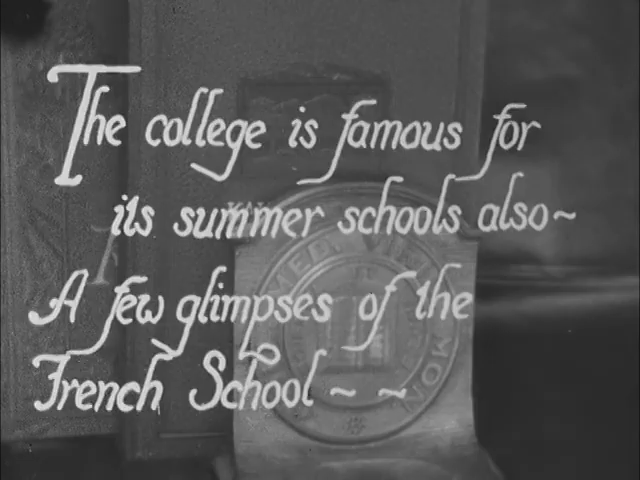 The college is famous for
its summer schools also~
A few glimpses of the
French School ~ ~